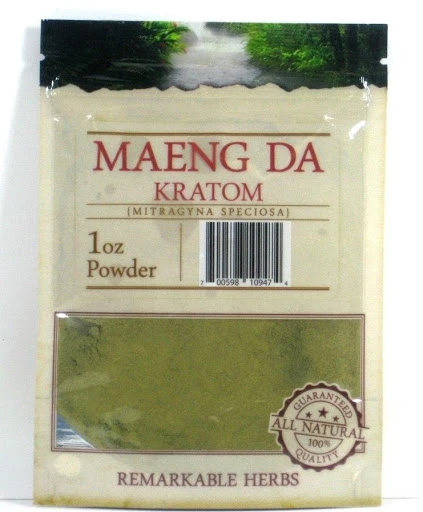 MAENG DA
KRATOM
(MITRAGYNA SPECIOSA)
1oz
Powder
7 00598 10947 4
GUARANTEED
ALL NATURAL
100%
QUALITY
REMARKABLE HERBS